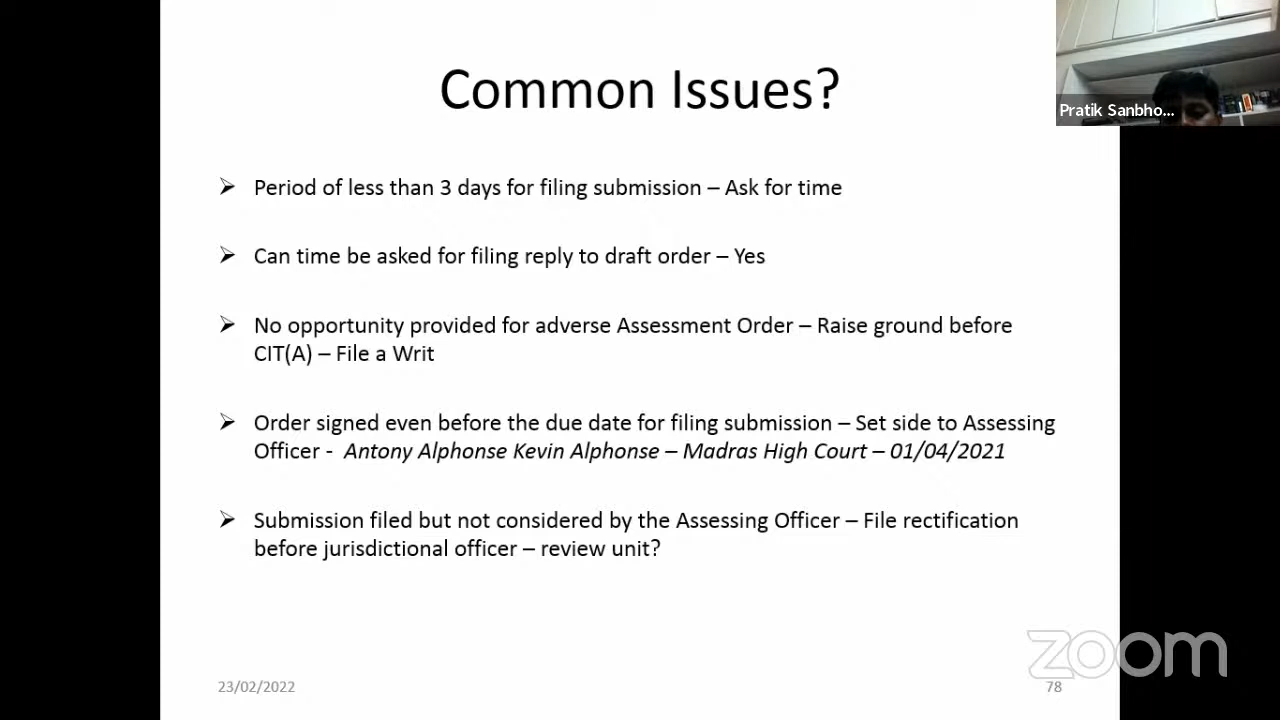 Common Issues?
Pratik Sanbho...
➢ Period of less than 3 days for filing submission – Ask for time
➢ Can time be asked for filing reply to draft order – Yes
➢ No opportunity provided for adverse Assessment Order – Raise ground before
CIT(A) – File a Writ
➢ Order signed even before the due date for filing submission – Set side to Assessing
Officer - Antony Alphonse Kevin Alphonse – Madras High Court – 01/04/2021
➢ Submission filed but not considered by the Assessing Officer – File rectification
before jurisdictional officer – review unit?
zoom
23/02/2022
78